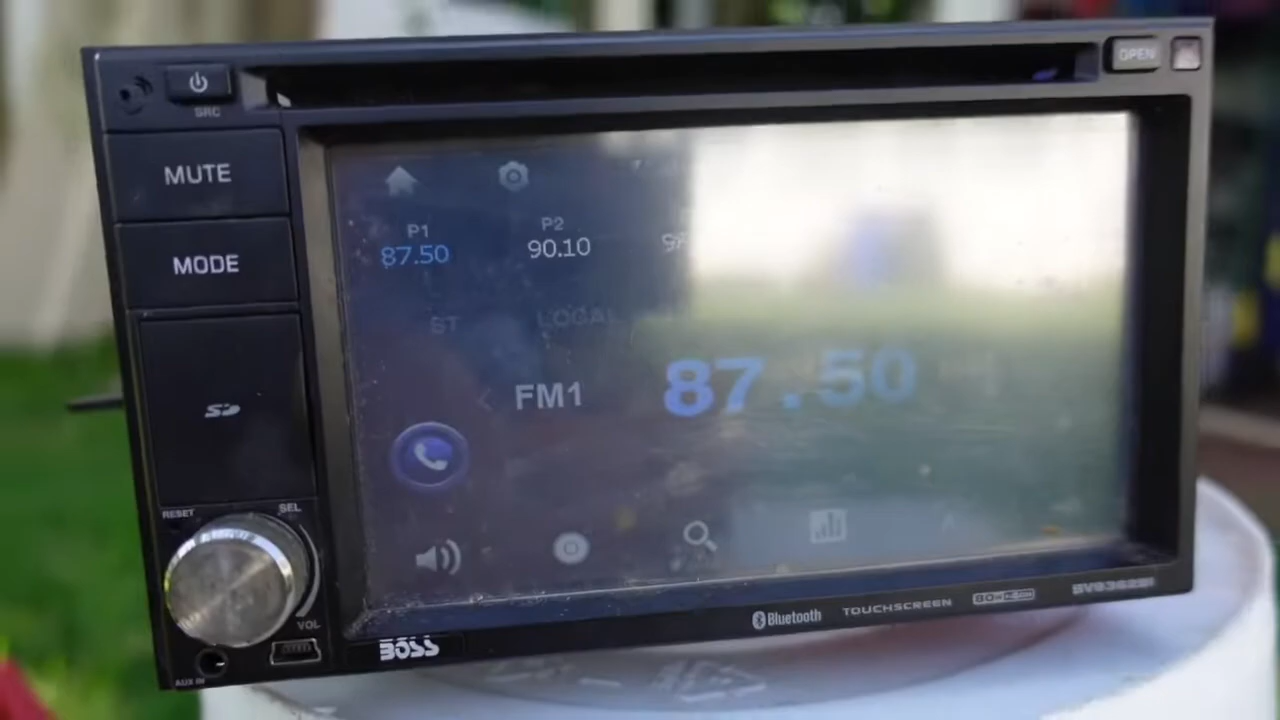 OPEN
SRC
MUTE
MODE
P1 P2
87.50 90.10
ST LOCAL
FM1 87.50
RESET SEL
VOL
AUX IN
BOSS
Bluetooth TOUCHSCREEN